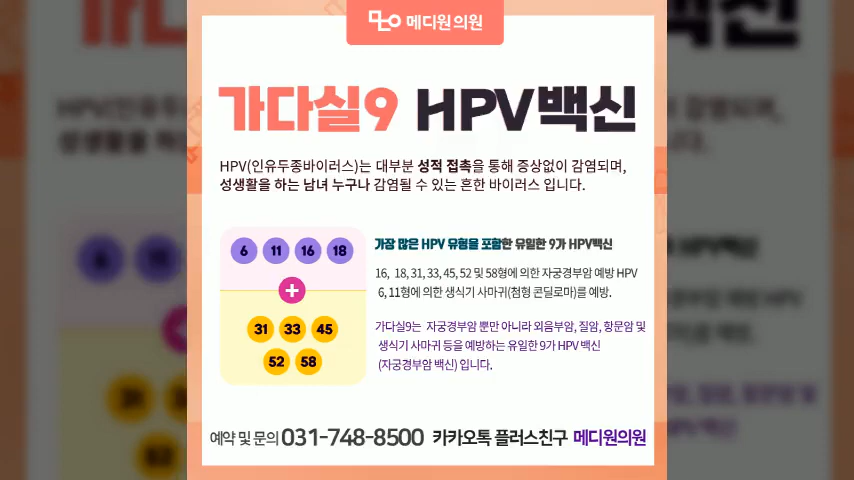 메디원의원
가다실9 HPV백신
HPV(인유두종바이러스)는 대부분 성적 접촉을 통해 증상없이 감염되며,
성생활을 하는 남녀 누구나 감염될 수 있는 흔한 바이러스 입니다.
6 11 16 18
+
31 33 45
52 58
가장 많은 HPV 유형을 포함한 유일한 9가 HPV백신
16, 18, 31, 33, 45, 52 및 58형에 의한 자궁경부암 예방 HPV
6, 11형에 의한 생식기 사마귀(첨형 콘딜로마)를 예방.
가다실9는 자궁경부암 뿐만 아니라 외음부암, 질암, 항문암 및
생식기 사마귀 등을 예방하는 유일한 9가 HPV 백신
(자궁경부암 백신) 입니다.
예약 및 문의 031-748-8500 카카오톡 플러스친구 메디원의원